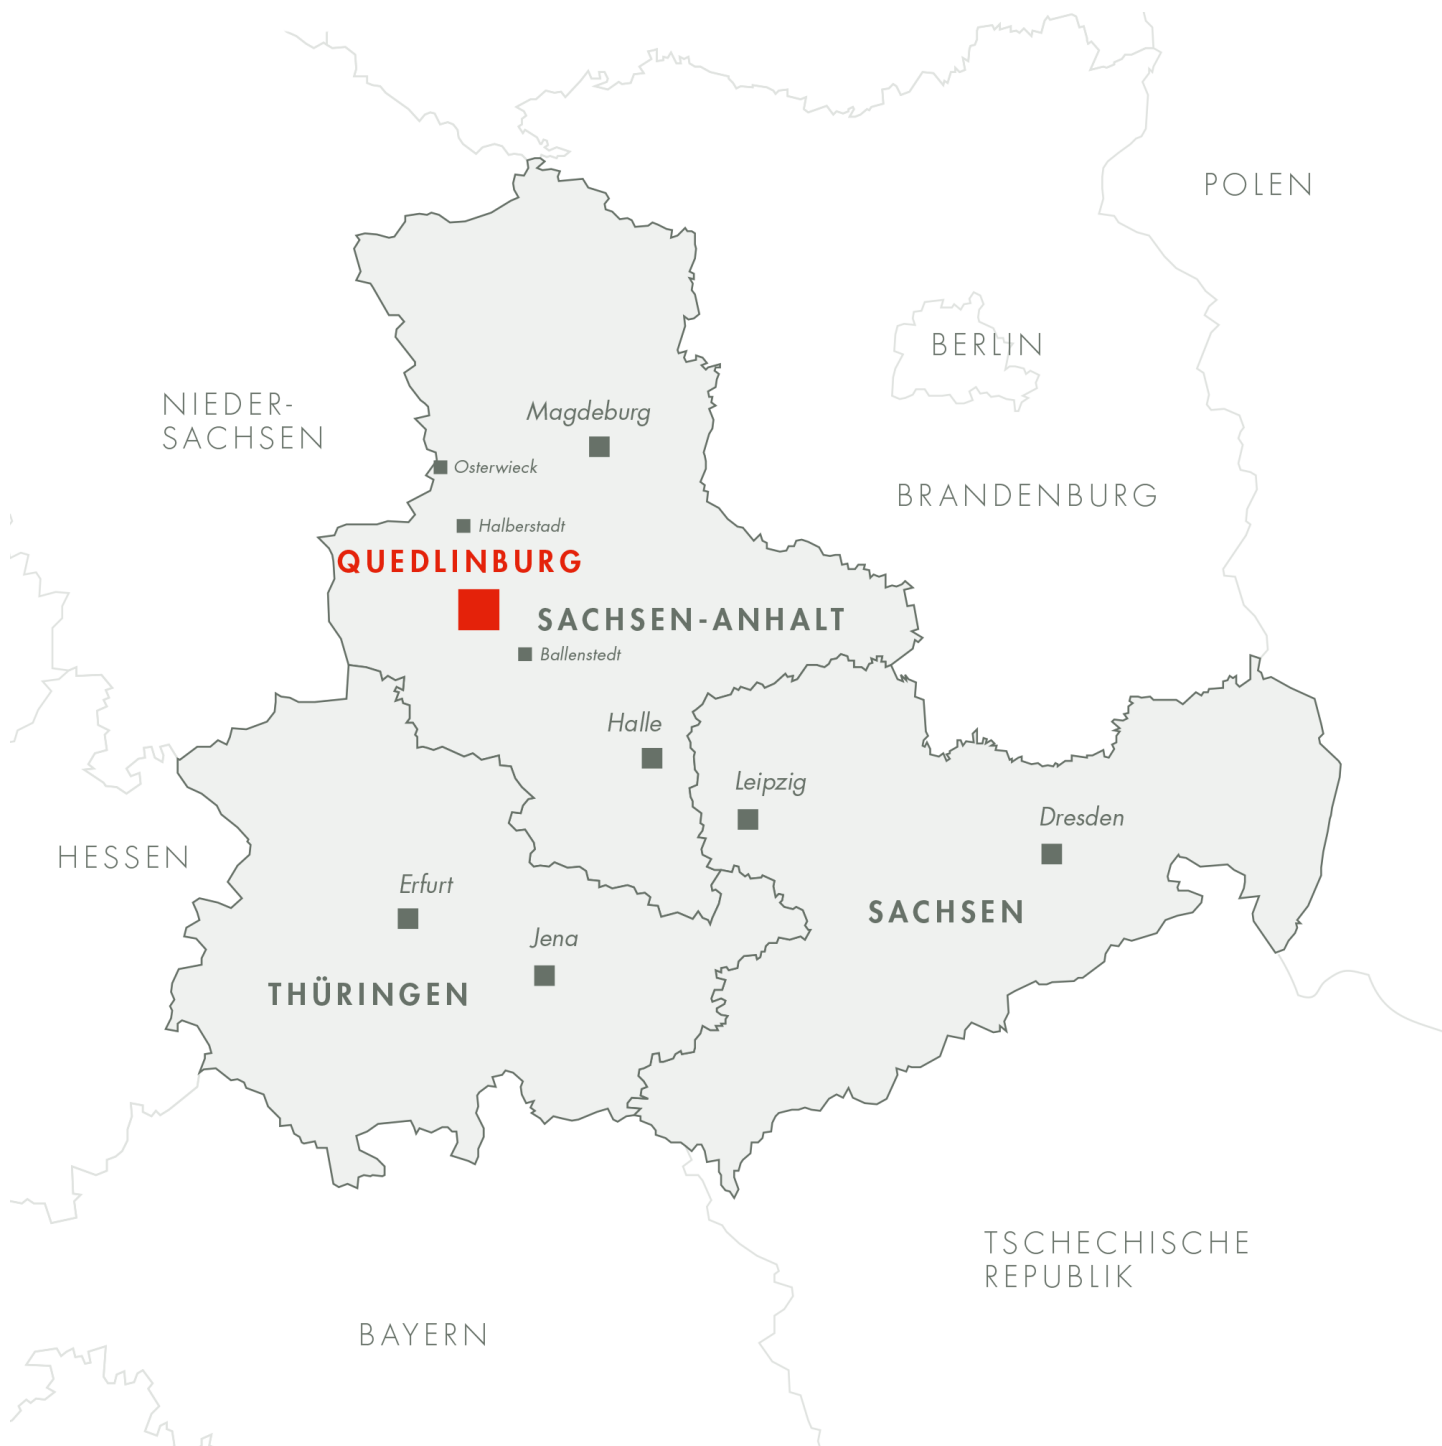 POLEN
BERLIN
NIEDER-
SACHSEN
Magdeburg
Osterwieck
BRANDENBURG
Halberstadt
QUEDLINBURG
SACHSEN-ANHALT
Ballenstedt
Halle
Leipzig
Dresden
HESSEN
Erfurt
SACHSEN
Jena
THÜRINGEN
TSCHECHISCHE
REPUBLIK
BAYERN